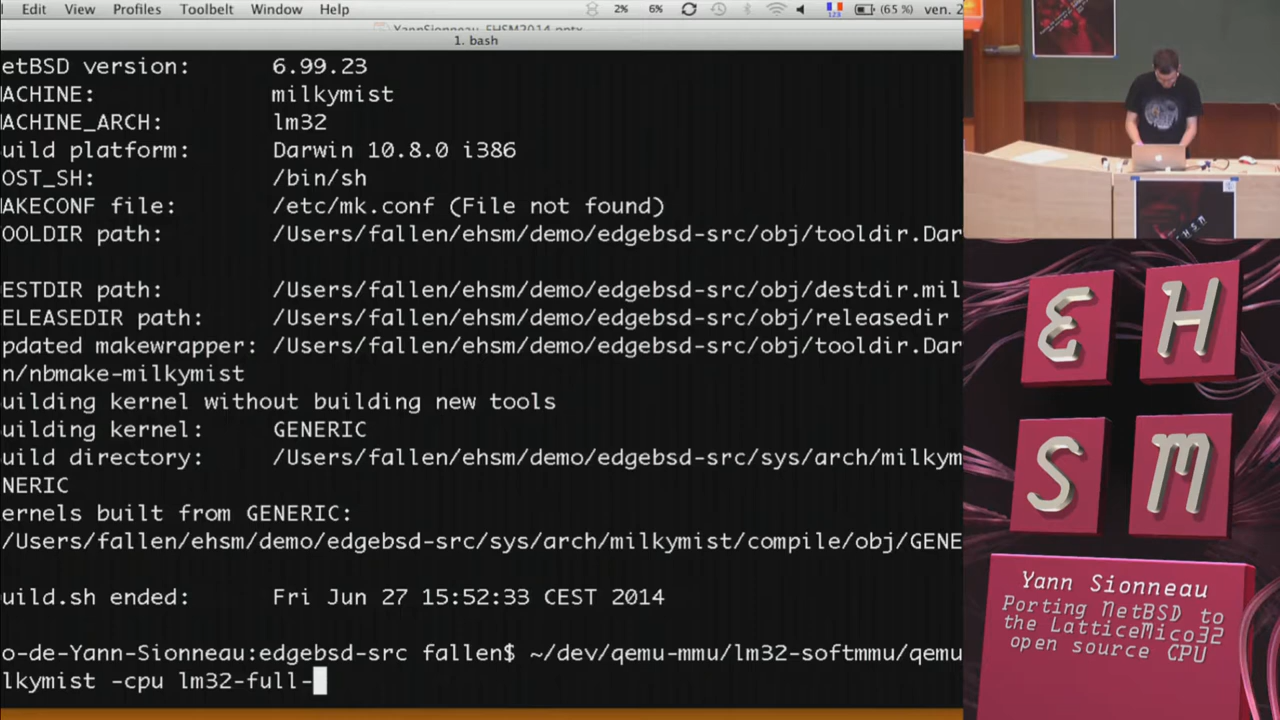 Edit View Profiles Toolbelt Window Help 2% 6% 123 (65 %) ven. 2
YannSionneau_EHSM2014.pptx
1. bash
etBSD version: 6.99.23
ACHINE: milkymist
ACHINE_ARCH: lm32
uild platform: Darwin 10.8.0 i386
OST_SH: /bin/sh
AKECONF file: /etc/mk.conf (File not found)
OOLDIR path: /Users/fallen/ehsm/demo/edgebsd-src/obj/tooldir.Dar
ESTDIR path: /Users/fallen/ehsm/demo/edgebsd-src/obj/destdir.mil
ELEASEDIR path: /Users/fallen/ehsm/demo/edgebsd-src/obj/releasedir
pdated makewrapper: /Users/fallen/ehsm/demo/edgebsd-src/obj/tooldir.Dar
n/nbmake-milkymist
uilding kernel without building new tools
uilding kernel: GENERIC
uild directory: /Users/fallen/ehsm/demo/edgebsd-src/sys/arch/milkym
NERIC
ernels built from GENERIC:
/Users/fallen/ehsm/demo/edgebsd-src/sys/arch/milkymist/compile/obj/GENE
uild.sh ended: Fri Jun 27 15:52:33 CEST 2014
o-de-Yann-Sionneau:edgebsd-src fallen$ ~/dev/qemu-mmu/lm32-softmmu/qemu
lkymist -cpu lm32-full-
EHSM
E H
S M
Yann Sionneau
Porting NetBSD to
the LatticeMico32
open source CPU